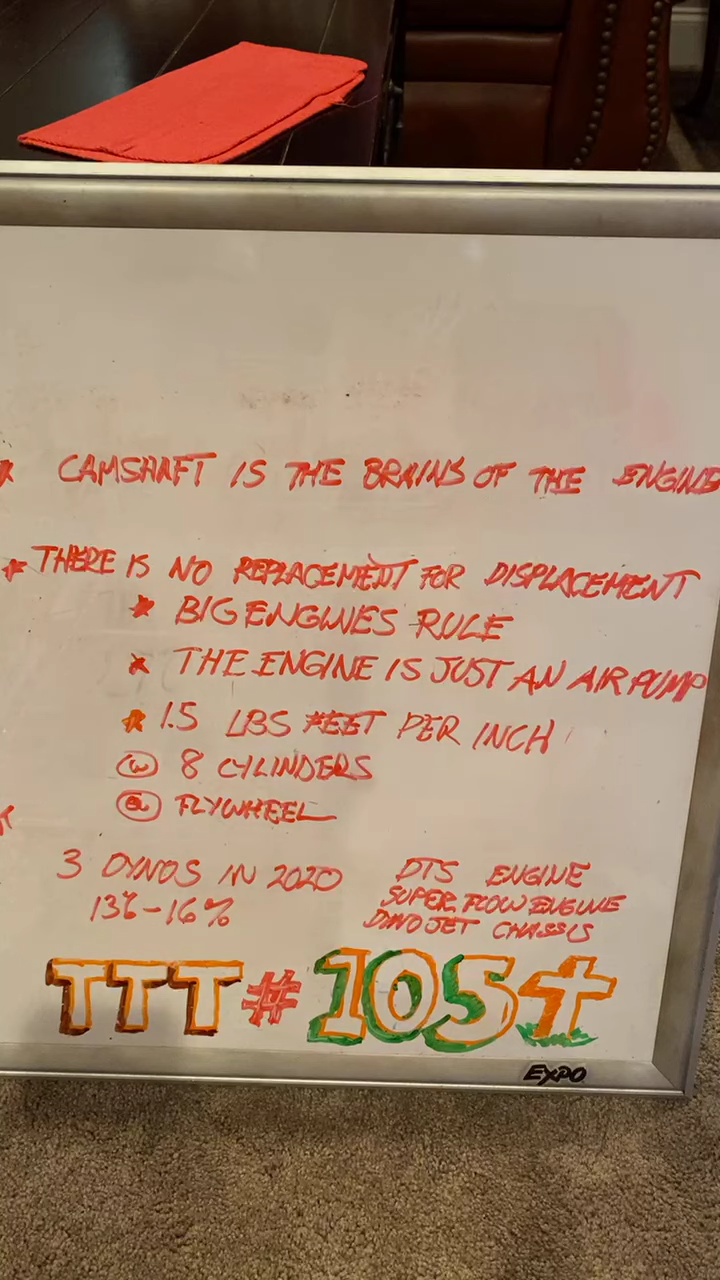 * CAMSHAFT IS THE BRAINS OF THE ENGINE
* THERE IS NO REPLACEMENT FOR DISPLACEMENT
* BIG ENGINES RULE
* THE ENGINE IS JUST AN AIR PUMP
* 1.5 LBS FEET PER INCH
8 CYLINDERS
FLYWHEEL
3 DYNOS IN 2020
13%-16%
DTS ENGINE
SUPER FLOW ENGINE
DYNO JET CHASSIS
TTT # 105+
EXPO